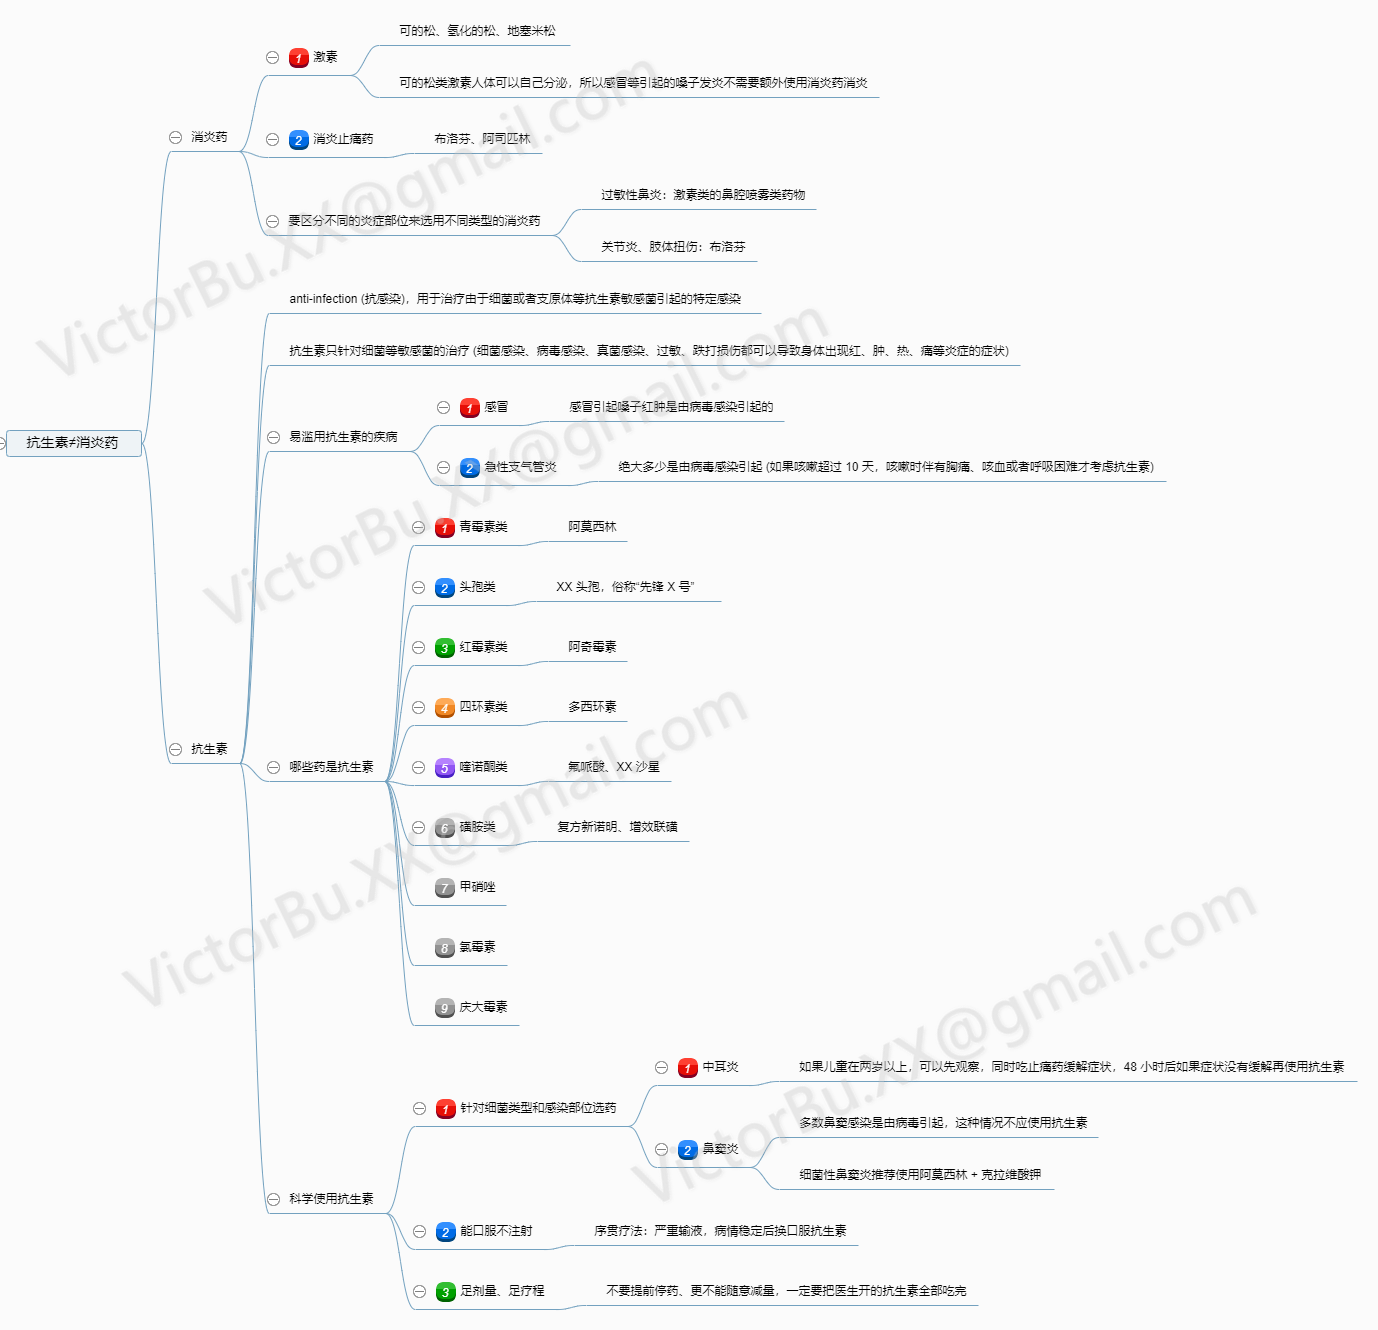 抗生素≠消炎药
消炎药
1 激素
可的松、氢化的松、地塞米松
可的松类激素人体可以自己分泌，所以感冒等引起的嗓子发炎不需要额外使用消炎药消炎
2 消炎止痛药
布洛芬、阿司匹林
要区分不同的炎症部位来选用不同类型的消炎药
过敏性鼻炎：激素类的鼻腔喷雾类药物
关节炎、肢体扭伤：布洛芬
抗生素
anti-infection (抗感染)，用于治疗由于细菌或者支原体等抗生素敏感菌引起的特定感染
抗生素只针对细菌等敏感菌的治疗 (细菌感染、病毒感染、真菌感染、过敏、跌打损伤都可以导致身体出现红、肿、热、痛等炎症的症状)
易滥用抗生素的疾病
1 感冒
感冒引起嗓子红肿是由病毒感染引起的
2 急性支气管炎
绝大多少是由病毒感染引起 (如果咳嗽超过 10 天，咳嗽时伴有胸痛、咳血或者呼吸困难才考虑抗生素)
哪些药是抗生素
1 青霉素类
阿莫西林
2 头孢类
XX 头孢，俗称“先锋 X 号”
3 红霉素类
阿奇霉素
4 四环素类
多西环素
5 喹诺酮类
氟哌酸、XX 沙星
6 磺胺类
复方新诺明、增效联磺
7 甲硝唑
8 氯霉素
9 庆大霉素
科学使用抗生素
1 针对细菌类型和感染部位选药
1 中耳炎
如果儿童在两岁以上，可以先观察，同时吃止痛药缓解症状，48 小时后如果症状没有缓解再使用抗生素
2 鼻窦炎
多数鼻窦感染是由病毒引起，这种情况不应使用抗生素
细菌性鼻窦炎推荐使用阿莫西林 + 克拉维酸钾
2 能口服不注射
序贯疗法：严重输液，病情稳定后换口服抗生素
3 足剂量、足疗程
不要提前停药、更不能随意减量，一定要把医生开的抗生素全部吃完
VictorBu.XX@gmail.com
VictorBu.XX@gmail.com
VictorBu.XX@gmail.com
VictorBu.XX@gmail.com